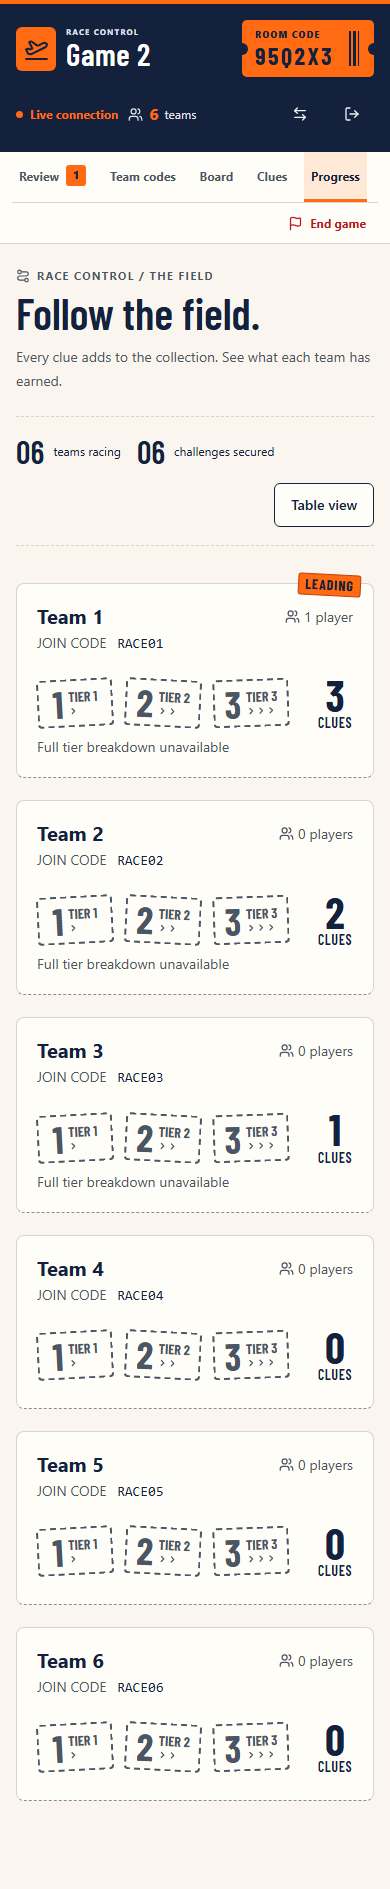 RACE CONTROL
Game 2
ROOM CODE
95Q2X3
Live connection 6 teams
Review 1 Team codes Board Clues Progress
End game
RACE CONTROL / THE FIELD
Follow the field.
Every clue adds to the collection. See what each team has
earned.
06 teams racing 06 challenges secured
Table view
LEADING
Team 1 1 player
JOIN CODE RACE01
1 TIER 1 › 2 TIER 2 › › 3 TIER 3 › › › 3 CLUES
Full tier breakdown unavailable
Team 2 0 players
JOIN CODE RACE02
1 TIER 1 › 2 TIER 2 › › 3 TIER 3 › › › 2 CLUES
Full tier breakdown unavailable
Team 3 0 players
JOIN CODE RACE03
1 TIER 1 › 2 TIER 2 › › 3 TIER 3 › › › 1 CLUES
Full tier breakdown unavailable
Team 4 0 players
JOIN CODE RACE04
1 TIER 1 › 2 TIER 2 › › 3 TIER 3 › › › 0 CLUES
Team 5 0 players
JOIN CODE RACE05
1 TIER 1 › 2 TIER 2 › › 3 TIER 3 › › › 0 CLUES
Team 6 0 players
JOIN CODE RACE06
1 TIER 1 › 2 TIER 2 › › 3 TIER 3 › › › 0 CLUES